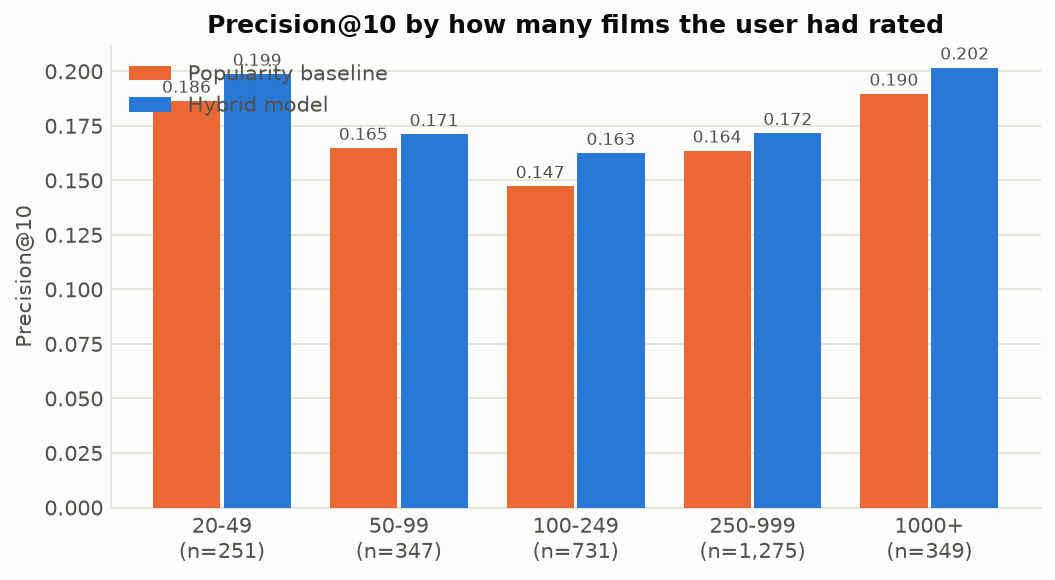 Precision@10 by how many films the user had rated
Popularity baseline
Hybrid model
Precision@10
0.200
0.175
0.150
0.125
0.100
0.075
0.050
0.025
0.000
0.186
0.199
0.165
0.171
0.147
0.163
0.164
0.172
0.190
0.202
20-49
(n=251)
50-99
(n=347)
100-249
(n=731)
250-999
(n=1,275)
1000+
(n=349)